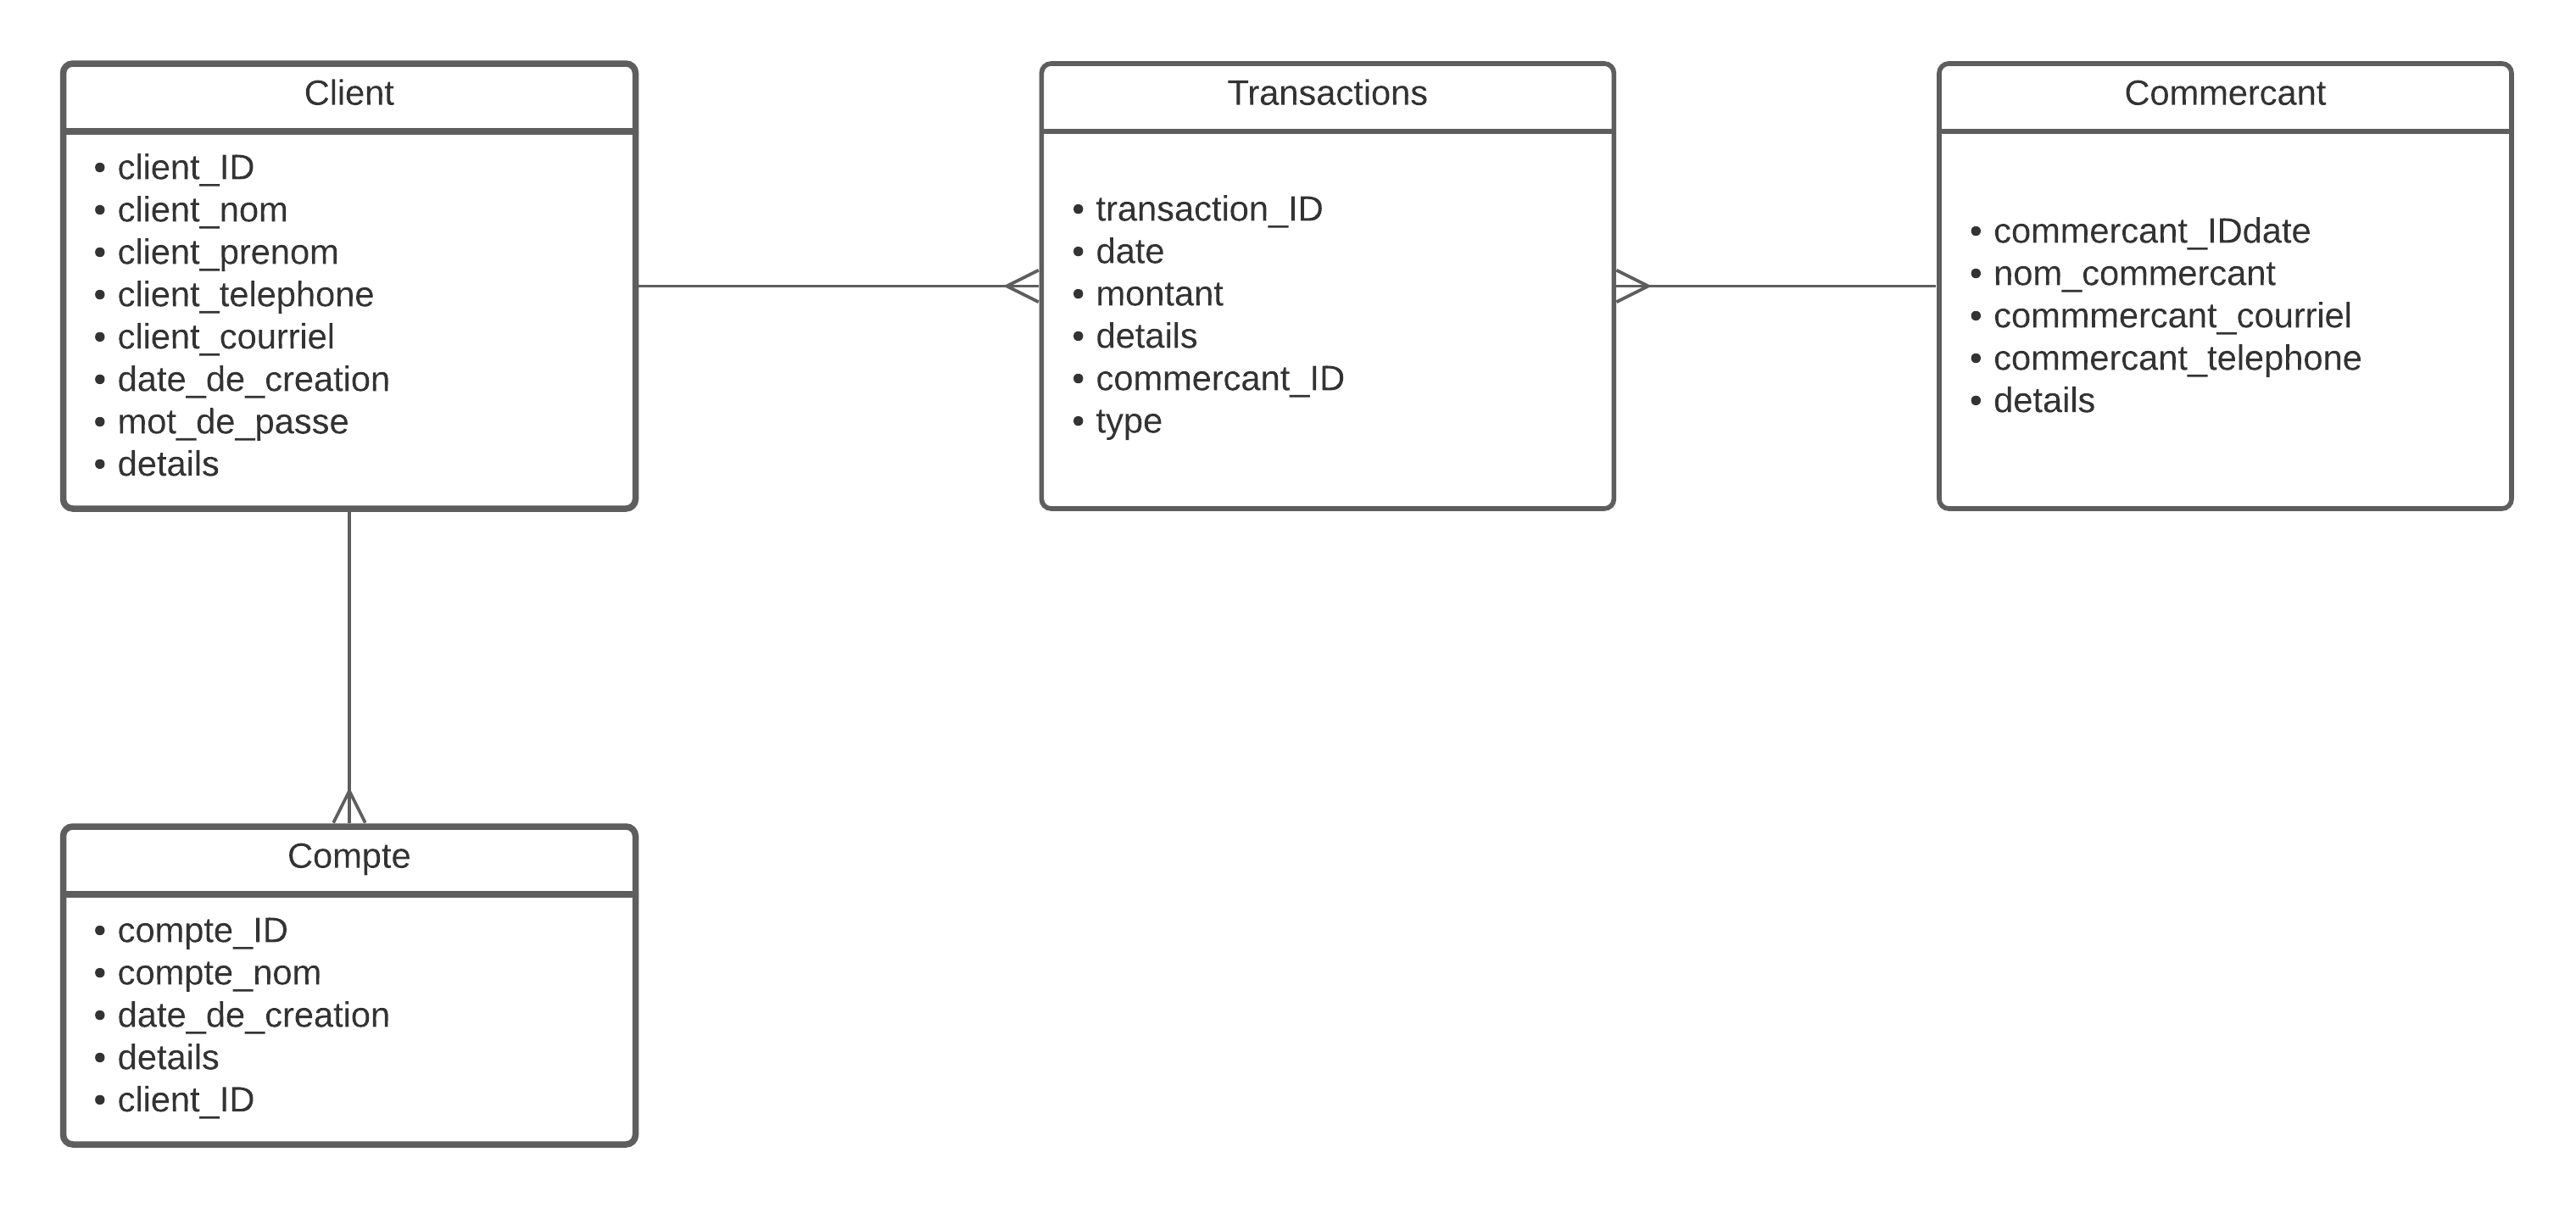 Client
• client_ID
• client_nom
• client_prenom
• client_telephone
• client_courriel
• date_de_creation
• mot_de_passe
• details
Transactions
• transaction_ID
• date
• montant
• details
• commercant_ID
• type
Commercant
• commercant_IDdate
• nom_commercant
• commmercant_courriel
• commercant_telephone
• details
Compte
• compte_ID
• compte_nom
• date_de_creation
• details
• client_ID